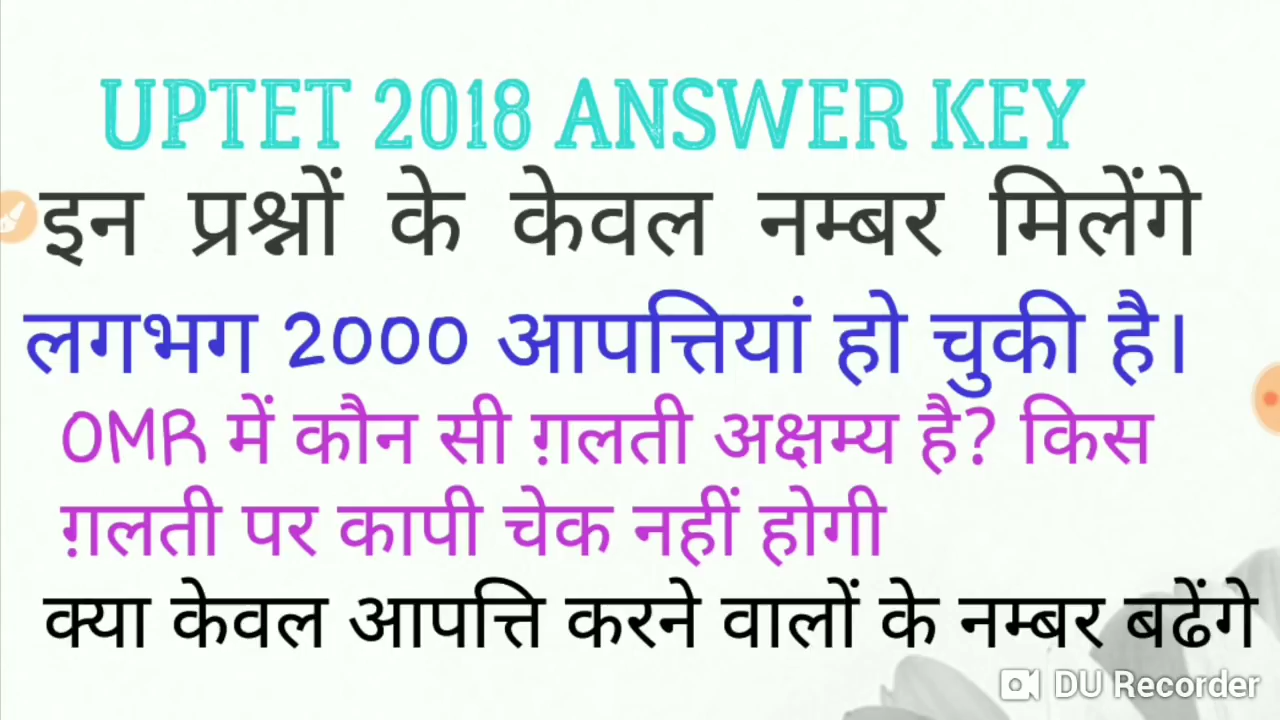 UPTET 2018 ANSWER KEY
इन प्रश्नों के केवल नम्बर मिलेंगे
लगभग 2000 आपत्तियां हो चुकी है।
OMR में कौन सी ग़लती अक्षम्य है? किस
ग़लती पर कापी चेक नहीं होगी
क्या केवल आपत्ति करने वालों के नम्बर बढेंगे
DU Recorder